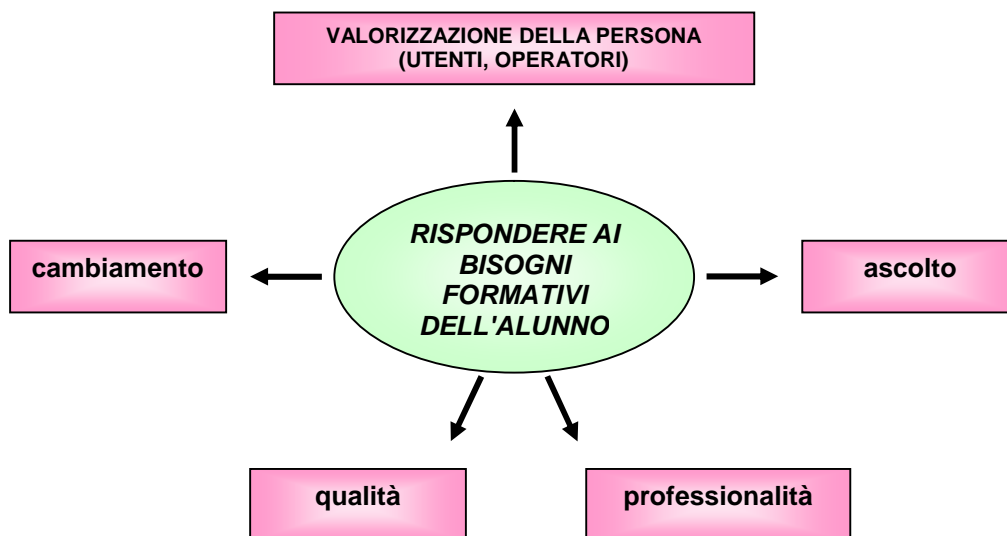 VALORIZZAZIONE DELLA PERSONA
(UTENTI, OPERATORI)
RISPONDERE AI
BISOGNI
FORMATIVI
DELL'ALUNNO
cambiamento
ascolto
qualità
professionalità